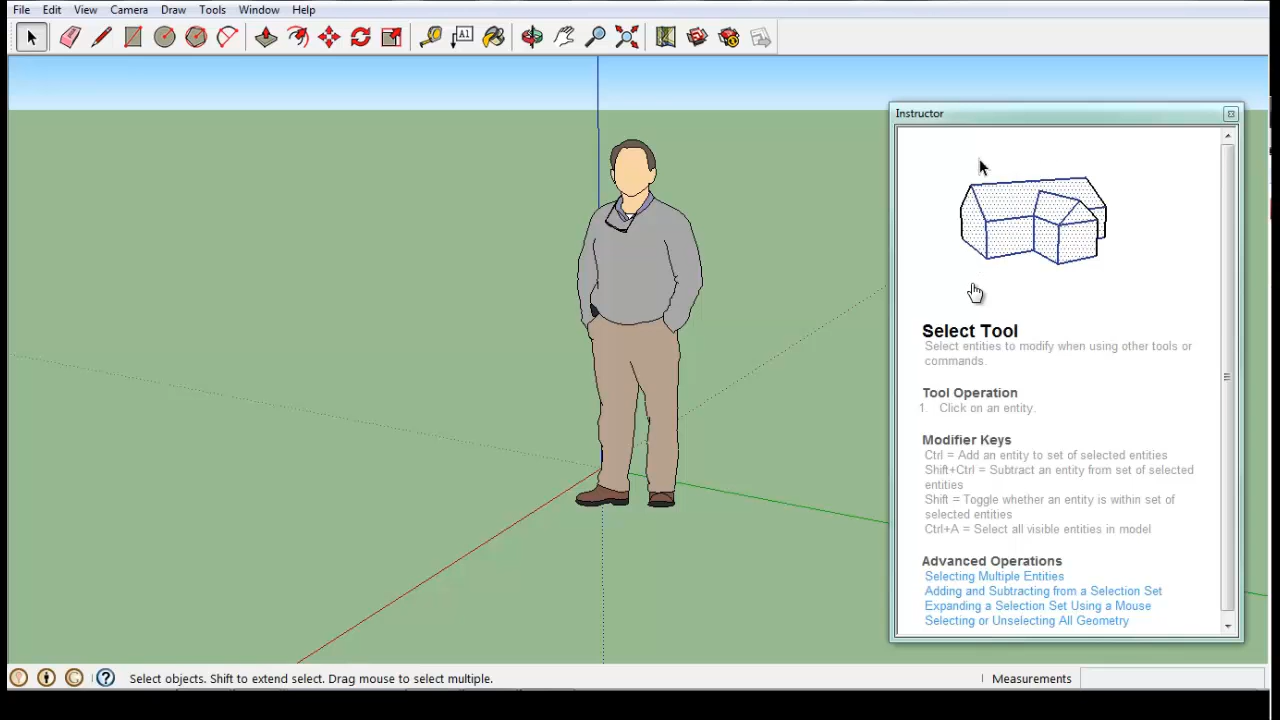 File Edit View Camera Draw Tools Window Help
A1
Instructor
Select Tool
Select entities to modify when using other tools or
commands.
Tool Operation
1. Click on an entity.
Modifier Keys
Ctrl = Add an entity to set of selected entities
Shift+Ctrl = Subtract an entity from set of selected
entities
Shift = Toggle whether an entity is within set of
selected entities
Ctrl+A = Select all visible entities in model
Advanced Operations
Selecting Multiple Entities
Adding and Subtracting from a Selection Set
Expanding a Selection Set Using a Mouse
Selecting or Unselecting All Geometry
Select objects. Shift to extend select. Drag mouse to select multiple.
Measurements